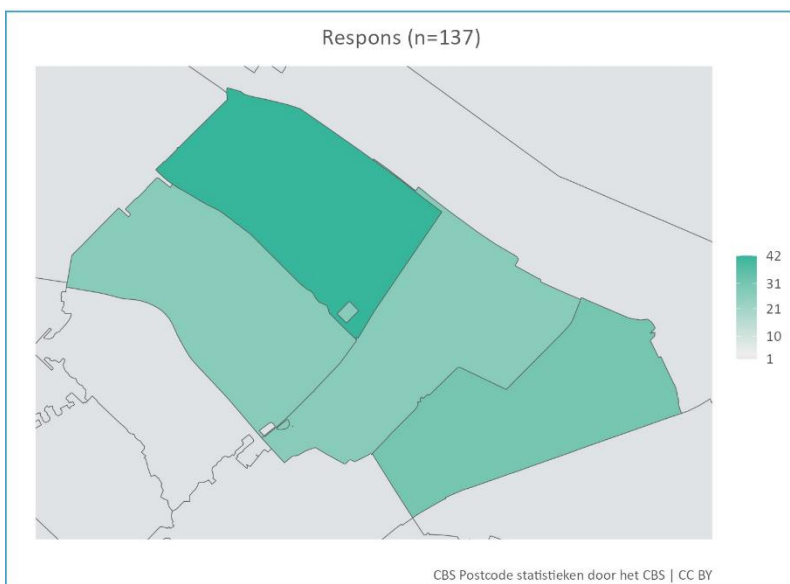 Respons (n=137)
42
31
21
10
1
CBS Postcode statistieken door het CBS | CC BY